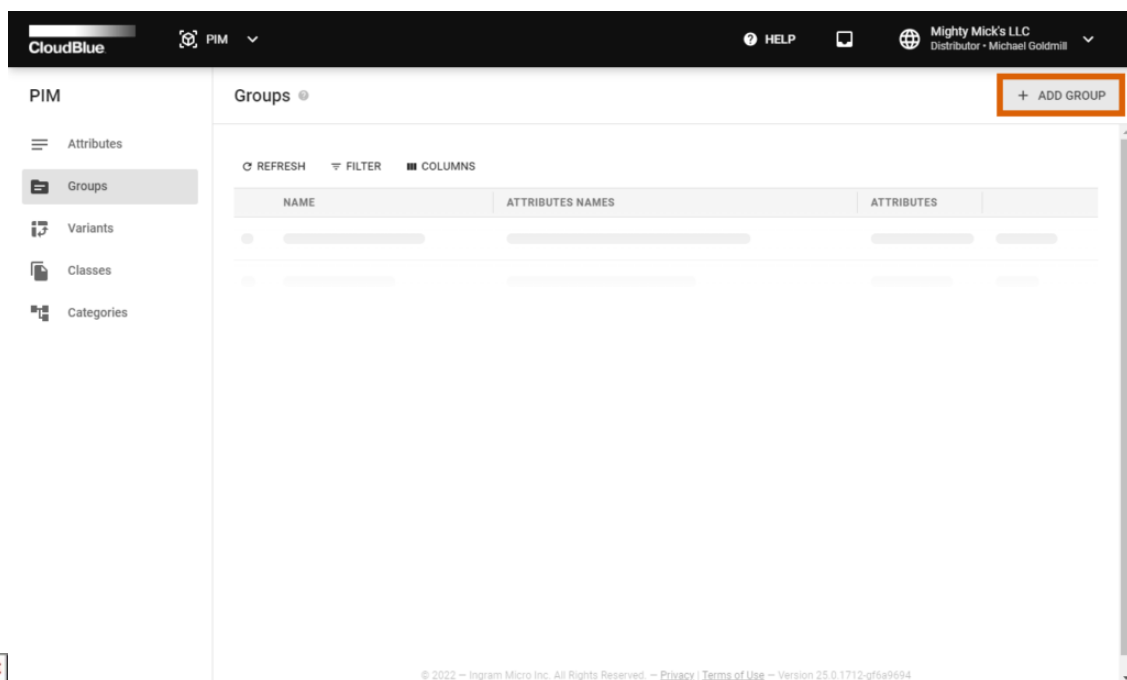 CloudBlue
PIM
HELP
Mighty Mick's LLC
Distributor • Michael Goldmill
PIM
Groups
+ ADD GROUP
Attributes
Groups
Variants
Classes
Categories
REFRESH FILTER COLUMNS
NAME ATTRIBUTES NAMES ATTRIBUTES
© 2022 – Ingram Micro Inc. All Rights Reserved. – Privacy | Terms of Use – Version 25.0.1712-gf6a9694